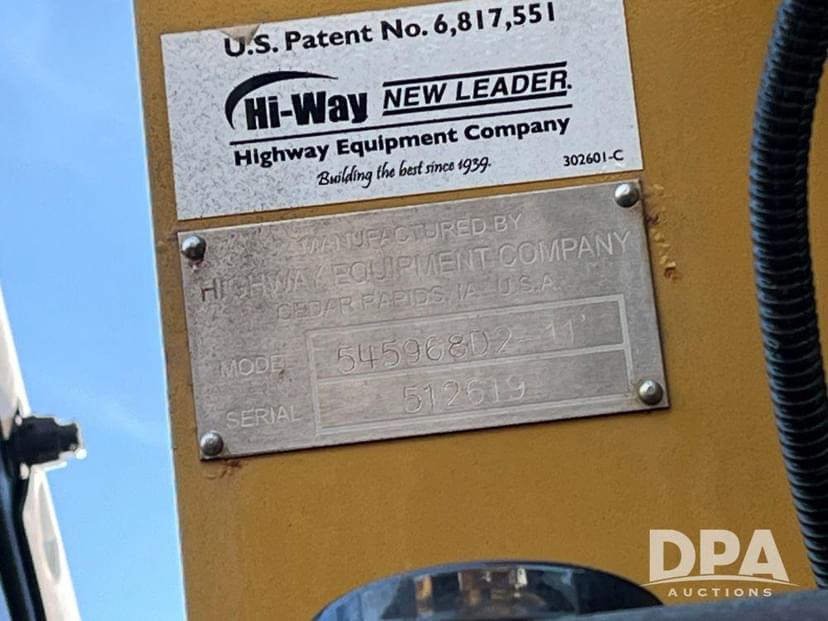 U.S. Patent No. 6,817,551
Hi-Way NEW LEADER.
Highway Equipment Company
Building the best since 1939.
302601-C
MANUFACTURED BY
HIGHWAY EQUIPMENT COMPANY
CEDAR RAPIDS, IA. U.S.A.
MODEL 545968D2-11'
SERIAL 512619
DPA
AUCTIONS